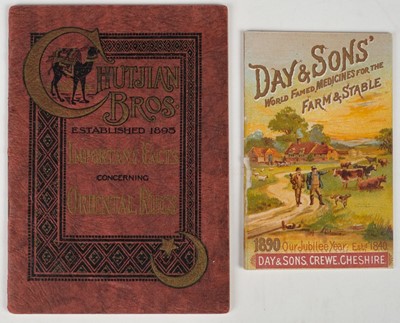 CHUTJIAN
BROS
ESTABLISHED 1895
FACTS
CONCERNING
ORIENTAL RUGS
DAY & SONS'
WORLD FAMED MEDICINES FOR THE
FARM & STABLE
1890 Our Jubilee Year. Estd 1840.
DAY & SONS, CREWE, CHESHIRE